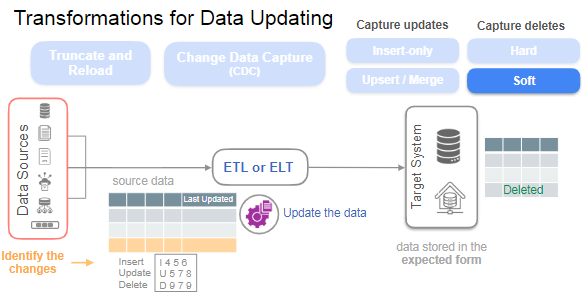 Transformations for Data Updating
Capture updates
Capture deletes
Truncate and
Reload
Change Data Capture
(CDC)
Insert-only
Hard
Upsert / Merge
Soft
Data Sources
ETL or ELT
Target System
source data
Last Updated
Update the data
Deleted
Identify the
changes
Insert I 4 5 6
Update U 5 7 8
Delete D 9 7 9
data stored in the
expected form